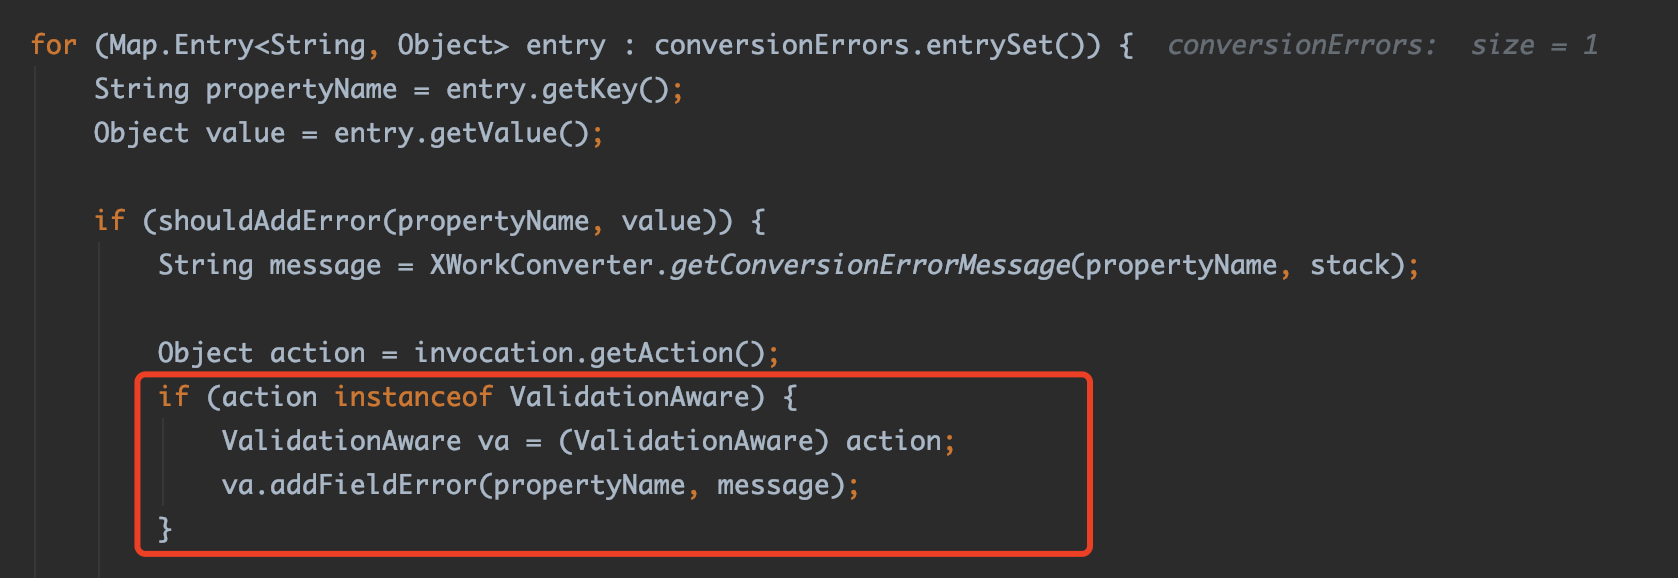 for (Map.Entry<String, Object> entry : conversionErrors.entrySet()) {  conversionErrors:  size = 1
String propertyName = entry.getKey();
Object value = entry.getValue();
if (shouldAddError(propertyName, value)) {
String message = XWorkConverter.getConversionErrorMessage(propertyName, stack);
Object action = invocation.getAction();
if (action instanceof ValidationAware) {
ValidationAware va = (ValidationAware) action;
va.addFieldError(propertyName, message);
}